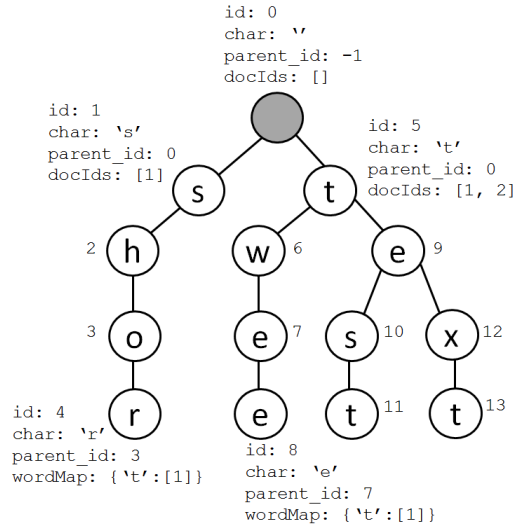 id: 0
char: ‘’
parent_id: -1
docIds: []
id: 1
char: ‘s’
parent_id: 0
docIds: [1]
id: 5
char: ‘t’
parent_id: 0
docIds: [1, 2]
s
t
2
h
w
6
e
9
3
o
e
7
s
10
x
12
id: 4
char: ‘r’
parent_id: 3
wordMap: {‘t’:[1]}
r
e
t
11
t
13
id: 8
char: ‘e’
parent_id: 7
wordMap: {‘t’:[1]}